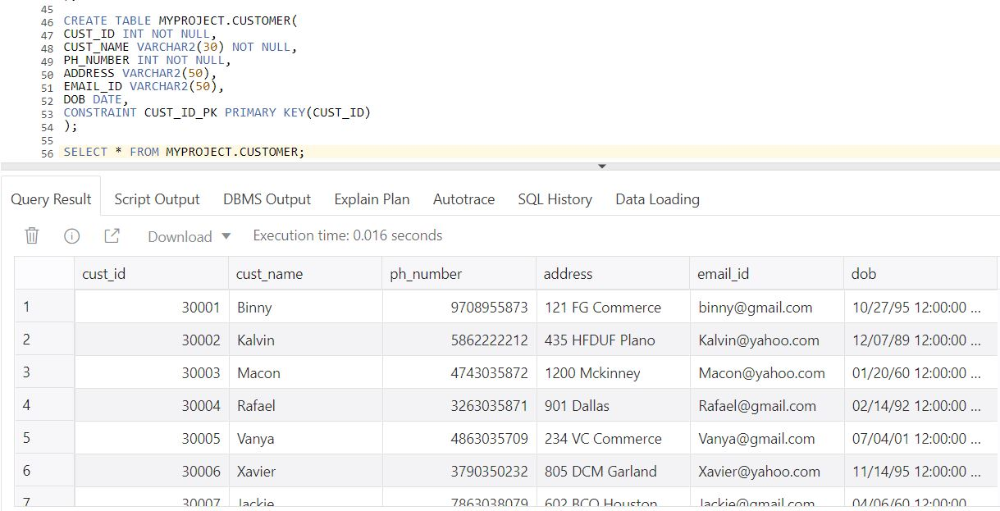 45
46 CREATE TABLE MYPROJECT.CUSTOMER(
47 CUST_ID INT NOT NULL,
48 CUST_NAME VARCHAR2(30) NOT NULL,
49 PH_NUMBER INT NOT NULL,
50 ADDRESS VARCHAR2(50),
51 EMAIL_ID VARCHAR2(50),
52 DOB DATE,
53 CONSTRAINT CUST_ID_PK PRIMARY KEY(CUST_ID)
54 );
55
56 SELECT * FROM MYPROJECT.CUSTOMER;
Query Result Script Output DBMS Output Explain Plan Autotrace SQL History Data Loading
Download Execution time: 0.016 seconds
cust_id cust_name ph_number address email_id dob
1 30001 Binny 9708955873 121 FG Commerce binny@gmail.com 10/27/95 12:00:00 ...
2 30002 Kalvin 5862222212 435 HFDUF Plano Kalvin@yahoo.com 12/07/89 12:00:00 ...
3 30003 Macon 4743035872 1200 Mckinney Macon@yahoo.com 01/20/60 12:00:00 ...
4 30004 Rafael 3263035871 901 Dallas Rafael@gmail.com 02/14/92 12:00:00 ...
5 30005 Vanya 4863035709 234 VC Commerce Vanya@gmail.com 07/04/01 12:00:00 ...
6 30006 Xavier 3790350232 805 DCM Garland Xavier@yahoo.com 11/14/95 12:00:00 ...
7 30007 Jackie 7863038079 602 BCO Houston Jackie@gmail.com 04/06/60 12:00:00